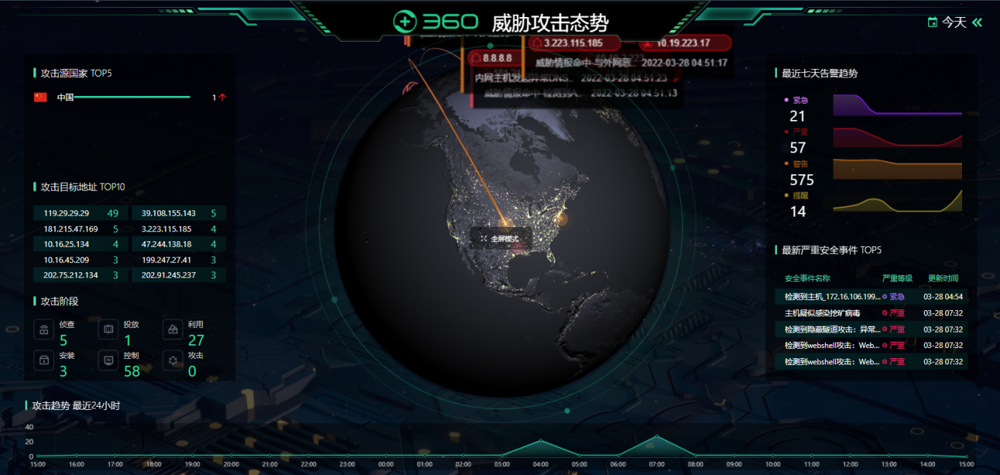 360 威胁攻击态势
今天
3.223.115.185
10.19.223.17
8.8.8.8
威胁情报命中-与外网恶.. 2022-03-28 04:51:17
内网主机发起异常DNS.. 2022-03-28 04:51:23
威胁情报命中-检测到A.. 2022-03-28 04:51:13
攻击源国家 TOP5
中国 1
攻击目标地址 TOP10
119.29.29.29 49 39.108.155.143 5
181.215.47.169 5 3.223.115.185 4
10.16.25.134 4 47.244.138.18 4
10.16.45.209 3 199.247.27.41 3
202.75.212.134 3 202.91.245.237 3
攻击阶段
侦查 投放 利用
5 1 27
安装 控制 攻击
3 58 0
全屏模式
最近七天告警趋势
紧急
21
严重
57
警告
575
提醒
14
最新严重安全事件 TOP5
安全事件名称 严重等级 更新时间
检测到主机_172.16.106.199... 紧急 03-28 04:54
主机疑似感染挖矿病毒 严重 03-28 07:32
检测到隐蔽隧道攻击：异常... 严重 03-28 07:32
检测到webshell攻击：Web... 严重 03-28 07:32
检测到webshell攻击：Web... 严重 03-28 07:32
攻击趋势 最近24小时
40
20
0
15:00 16:00 17:00 18:00 19:00 20:00 21:00 22:00 23:00 00:00 01:00 02:00 03:00 04:00 05:00 06:00 07:00 08:00 09:00 10:00 11:00 12:00 13:00 14:00 15:00